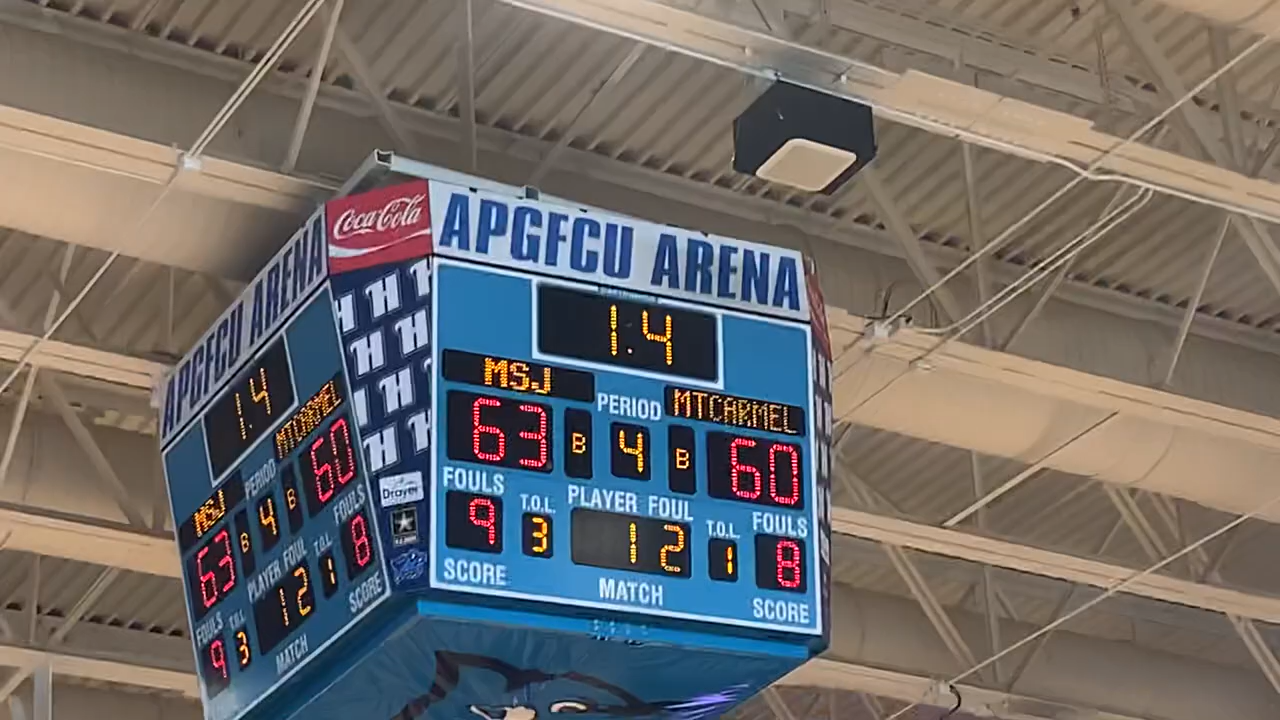 APGFCU ARENA
1.4
MTCARMEL
MSJ
PERIOD
63
B
4
B
60
FOULS
PLAYER FOUL
T.O.L.
FOULS
9
T.O.L.
3
12
1
8
MATCH
SCORE
Coca-Cola
H H
H H
H H
H H
Drayer
APGFCU ARENA
1.4
MSJ
PERIOD
MTCARMEL
63
B
4
B
60
FOULS
T.O.L.
PLAYER FOUL
T.O.L.
FOULS
9
3
12
1
8
SCORE
MATCH
SCORE